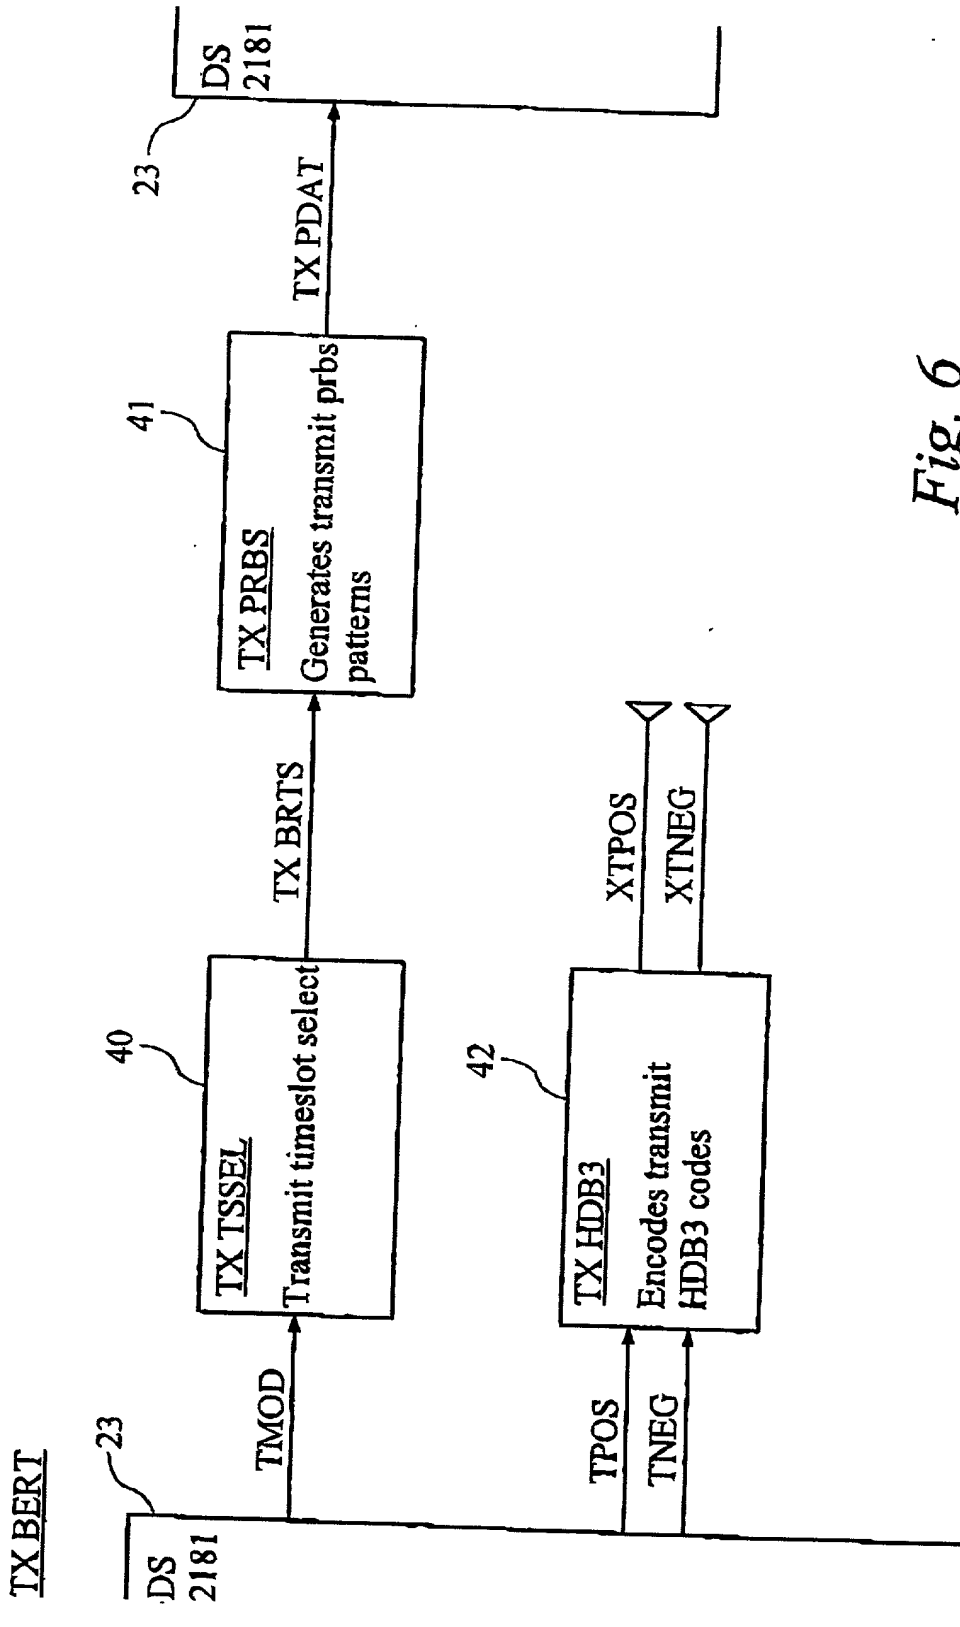 TX BERT
DS
2181
23
TMOD
40
TX TSSEL
Transmit timeslot select
TX BRTS
41
TX PRBS
Generates transmit prbs
patterns
TX PDAT
23
DS
2181
TPOS
TNEG
42
TX HDB3
Encodes transmit
HDB3 codes
XTPOS
XTNEG
Fig. 6